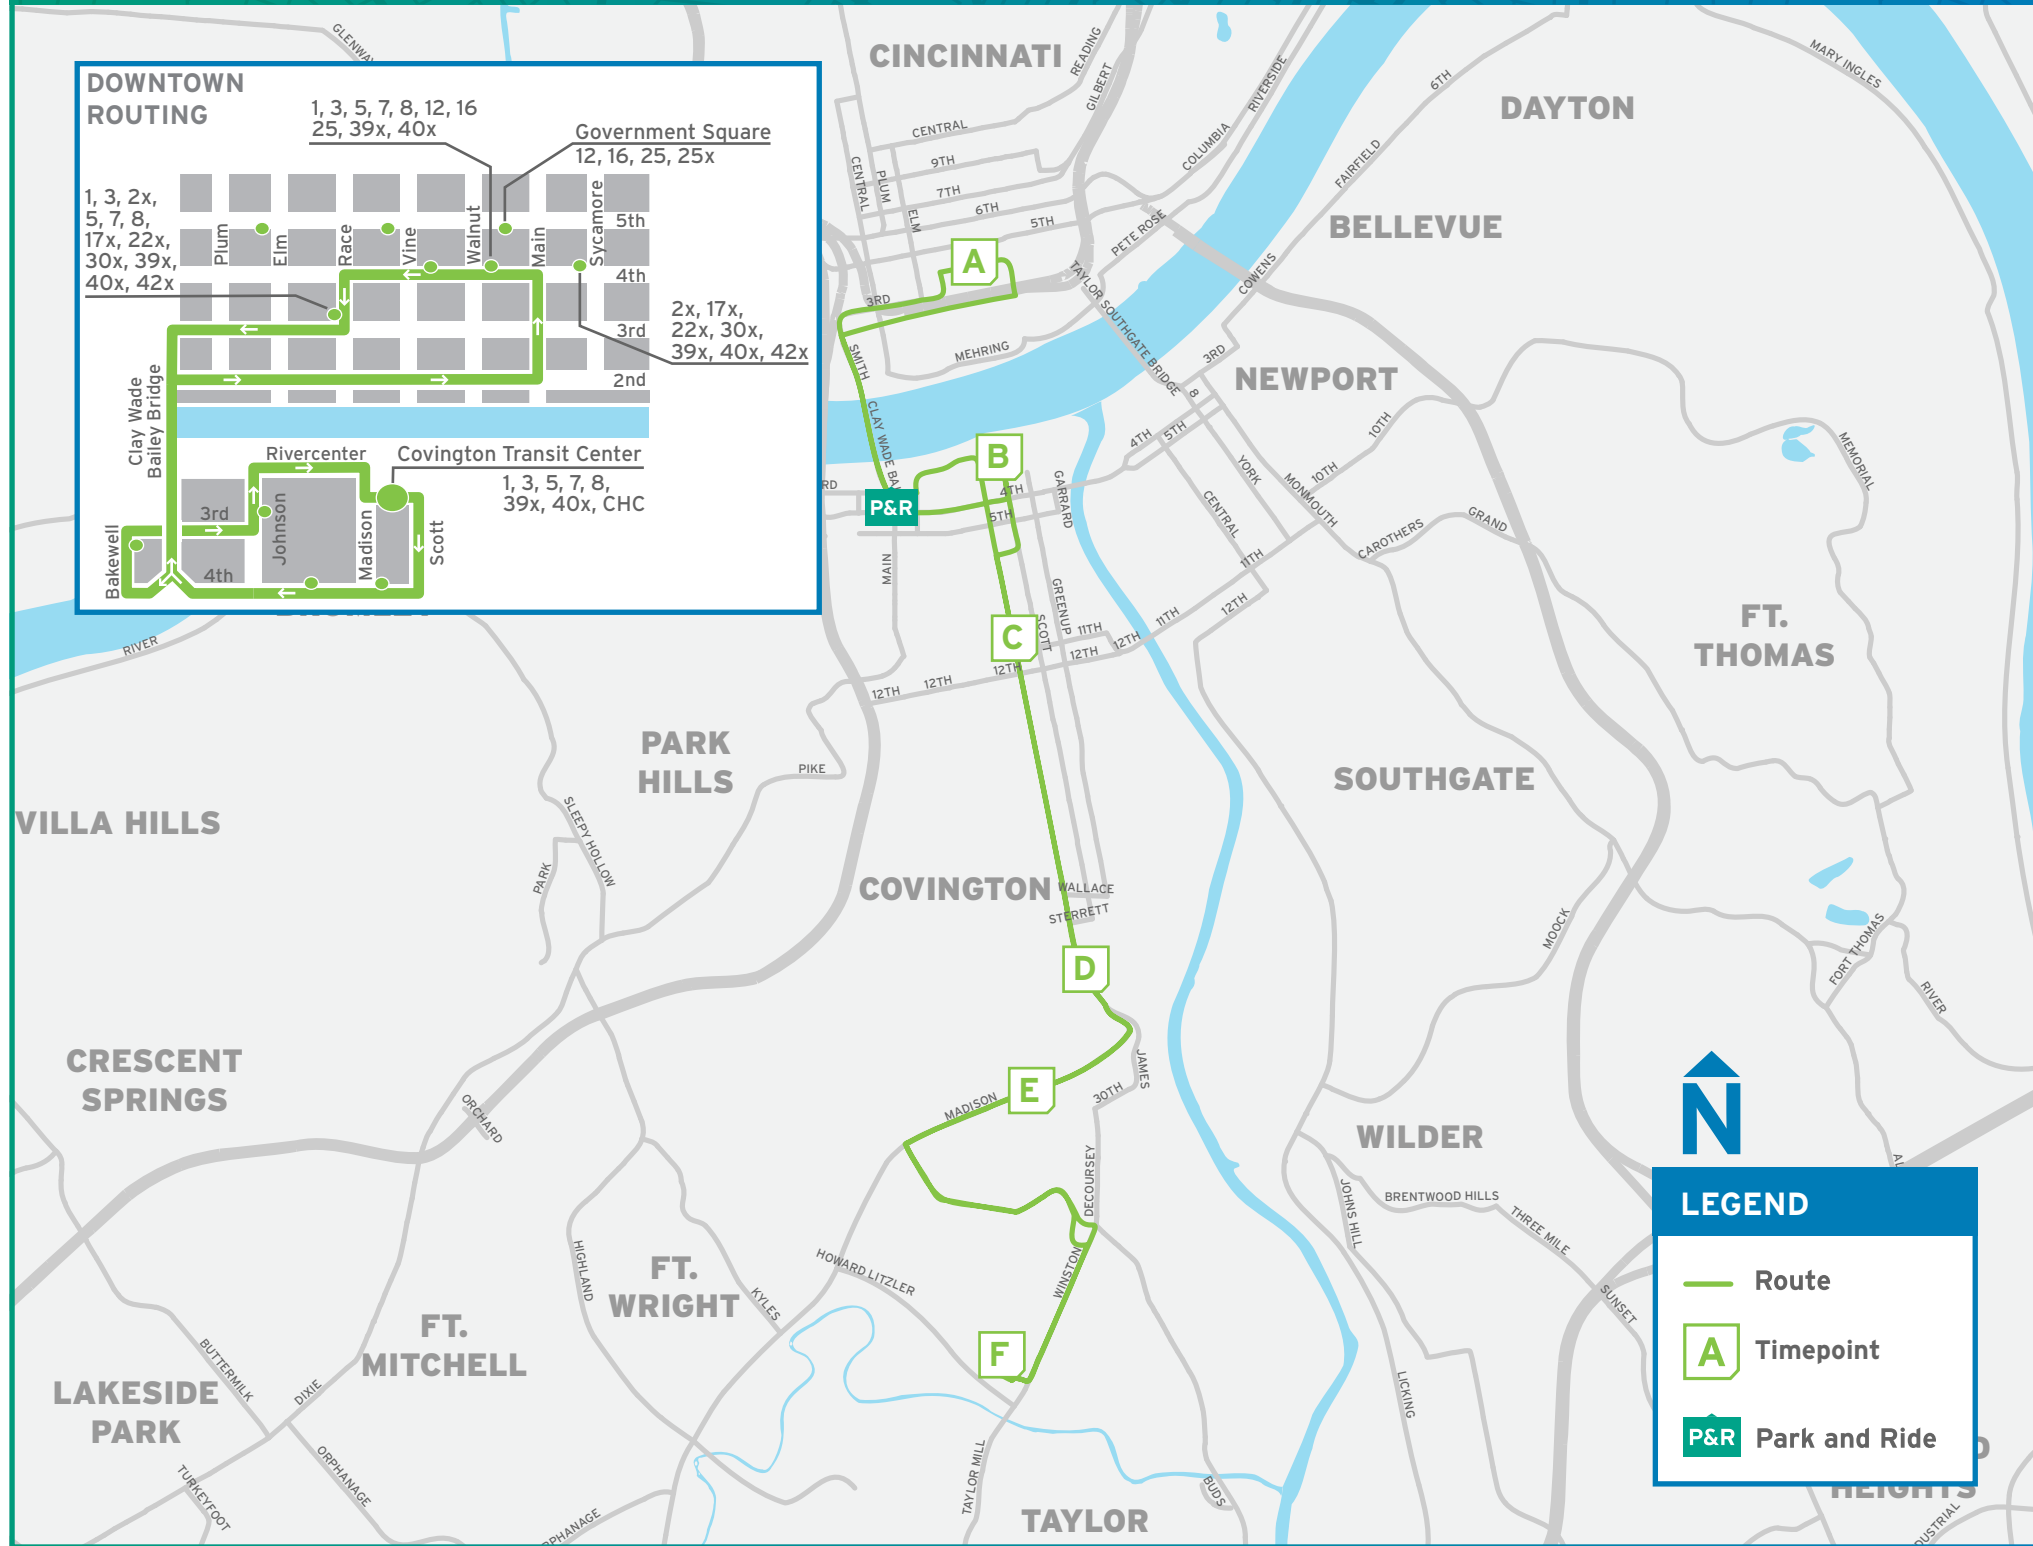 DOWNTOWN
ROUTING
1, 3, 5, 7, 8, 12, 16
25, 39x, 40x
Government Square
12, 16, 25, 25x
1, 3, 2x,
5, 7, 8,
17x, 22x,
30x, 39x,
40x, 42x
Plum
Elm
Race
Vine
Walnut
Main
Sycamore
5th
4th
3rd
2nd
2x, 17x,
22x, 30x,
39x, 40x, 42x
Clay Wade
Bailey Bridge
Rivercenter
Covington Transit Center
1, 3, 5, 7, 8,
39x, 40x, CHC
3rd
4th
Bakewell
Johnson
Madison
Scott
CINCINNATI
READING
GILBERT
RIVERSIDE
COLUMBIA
CENTRAL
9TH
7TH
6TH
5TH
CENTRAL
PLUM
ELM
PETE ROSE
A
3RD
MEHRING
SMITH
TAYLOR SOUTHGATE BRIDGE
FAIRFIELD
6TH
COWENS
MARY INGLES
DAYTON
BELLEVUE
NEWPORT
3RD
8
4TH
5TH
YORK
CENTRAL
MONMOUTH
10TH
10TH
CAROTHERS
GRAND
11TH
12TH
11TH
12TH
MEMORIAL
FT.
THOMAS
B
P&R
4TH
5TH
GARRARD
MAIN
GREENUP
SCOTT
C
11TH
12TH
12TH
12TH
12TH
RIVER
PARK
HILLS
PIKE
VILLA HILLS
SLEEPY HOLLOW
PARK
COVINGTON
WALLACE
STERRETT
D
JAMES
30TH
E
MADISON
DECOURSEY
WINSTON
F
HOWARD LITZLER
SOUTHGATE
MOOCK
FORT THOMAS
RIVER
CRESCENT
SPRINGS
ORCHARD
HIGHLAND
FT.
WRIGHT
KYLES
FT.
MITCHELL
LAKESIDE
PARK
BUTTERMILK
DIXIE
ORPHANAGE
TURKEYFOOT
TAYLOR MILL
TAYLOR
BUDS
WILDER
JOHNS HILL
BRENTWOOD HILLS
THREE MILE
SUNSET
LICKING
N
LEGEND
Route
A Timepoint
P&R Park and Ride
HEIGHTS